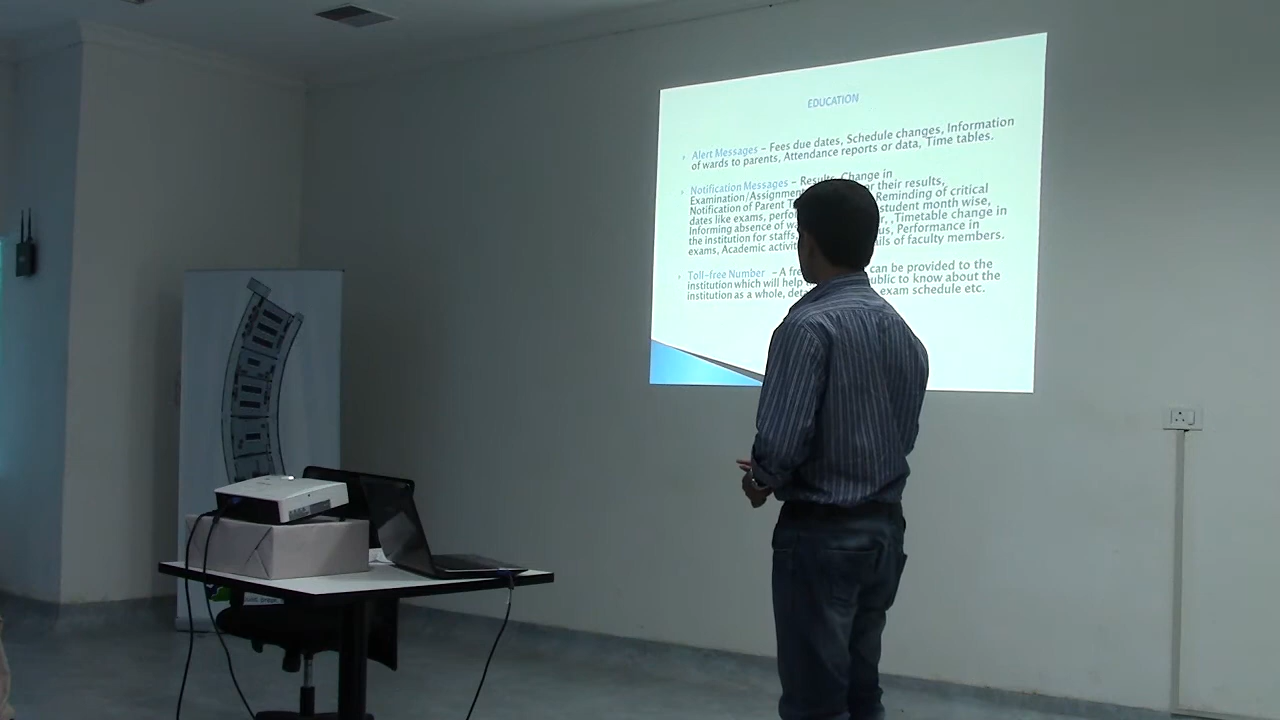 EDUCATION
Alert Messages – Fees due dates, Schedule changes, Information
of wards to parents, Attendance reports or data, Time tables.
Notification Messages – Results, Change in
Examination/Assignment their results,
Notification of Parent Reminding of critical
dates like exams, student month wise,
Informing absence of , Timetable change in
the institution for staffs, Performance in
exams, Academic of faculty members.
Toll-free Number – A can be provided to the
institution which will help to know about the
institution as a whole, exam schedule etc.